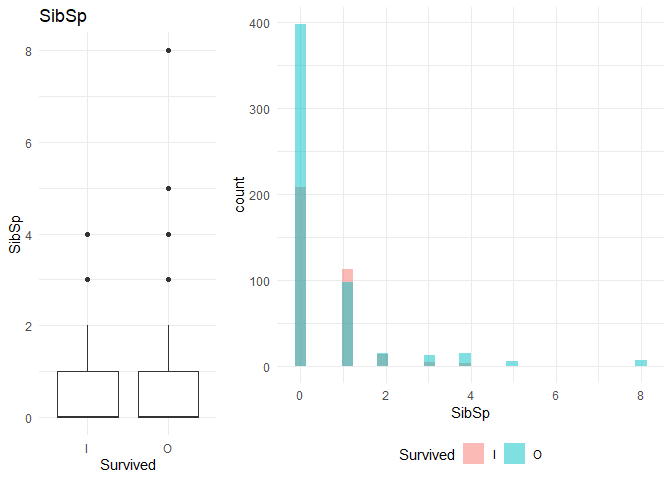 SibSp
8
6
4
2
0
SibSp
I O
Survived
400
300
200
100
0
count
0 2 4 6 8
SibSp
Survived I O